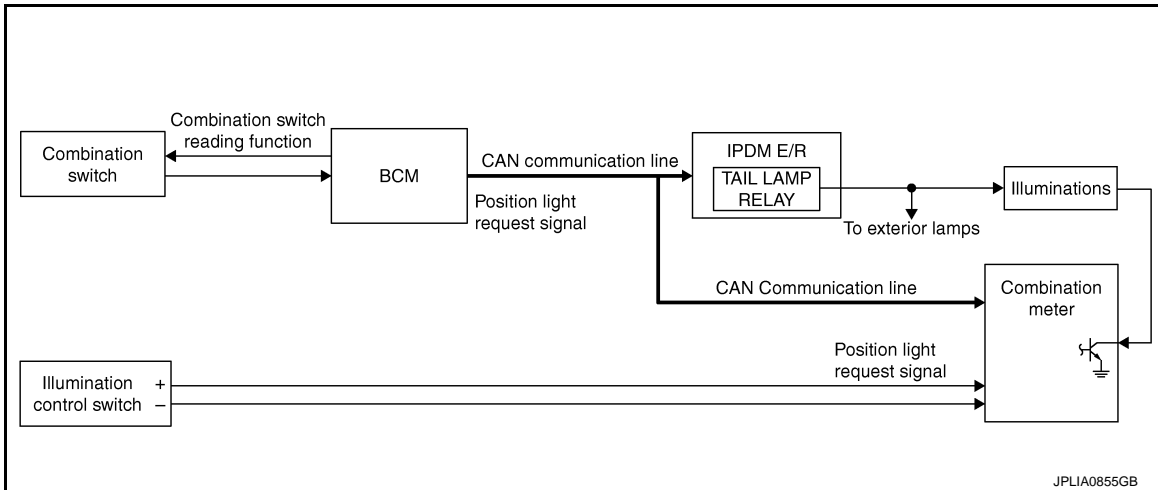 Combination switch
reading function
Combination
switch
BCM
CAN communication line
Position light
request signal
IPDM E/R
TAIL LAMP
RELAY
Illuminations
To exterior lamps
CAN Communication line
Combination
meter
Position light
request signal
Illumination +
control switch –
JPLIA0855GB